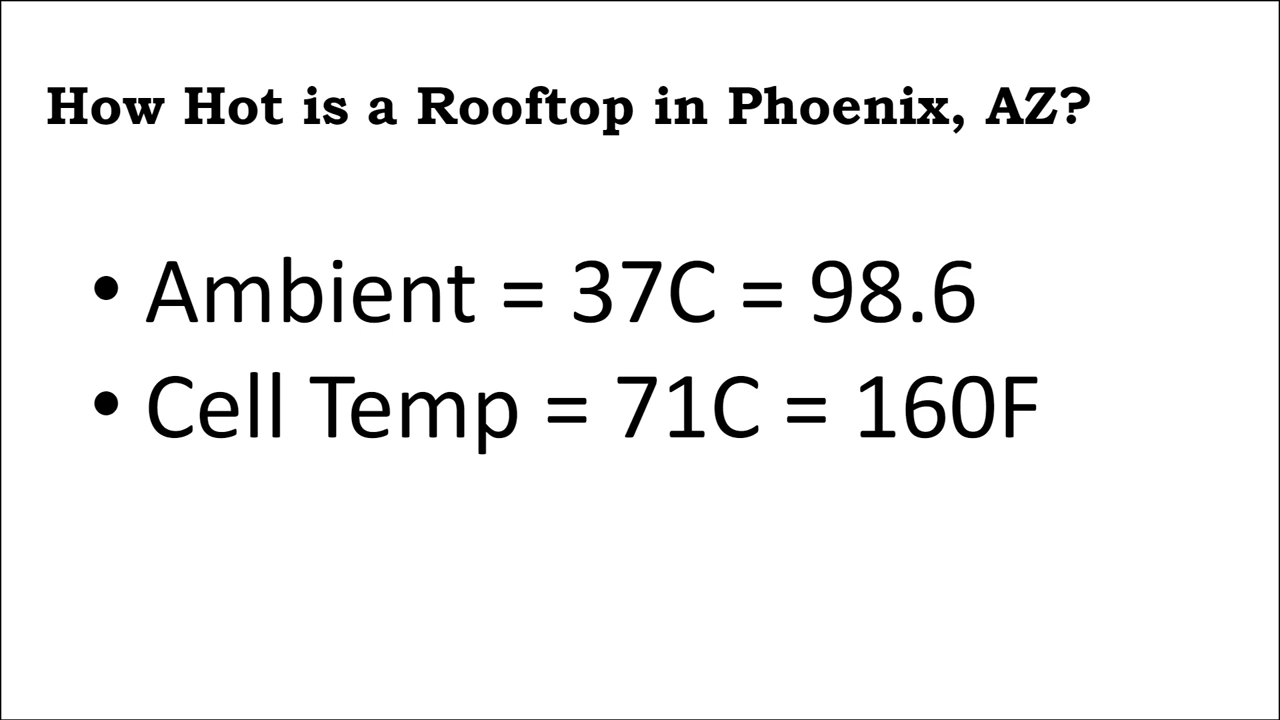 How Hot is a Rooftop in Phoenix, AZ?
• Ambient = 37C = 98.6
• Cell Temp = 71C = 160F